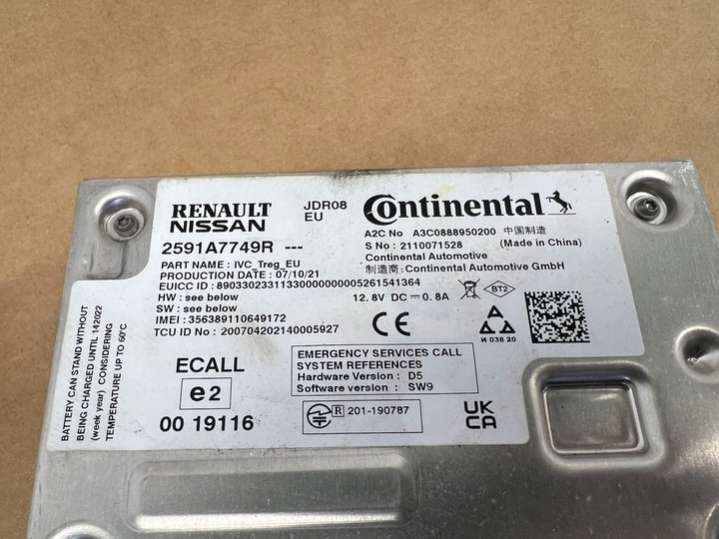 RENAULT
NISSAN
JDR08
EU
Continental
2591A7749R ---
A2C No A3C0888950200 中国制造
S No : 2110071528 (Made in China)
Continental Automotive
制造商: Continental Automotive GmbH
PART NAME : IVC_Treg_EU
PRODUCTION DATE : 07/10/21
EUICC ID : 89033023311330000000005261541364
HW : see below
SW : see below
12.8V DC 0.8A
BT2
IMEI : 356389110649172
TCU ID No : 200704202140005927
CE
И 038 20
BATTERY CAN STAND WITHOUT
BEING CHARGED UNTIL 142022
(week year) CONSIDERING
TEMPERATURE UP TO 60°C
ECALL
e2
00 19116
EMERGENCY SERVICES CALL
SYSTEM REFERENCES
Hardware Version : D5
Software version : SW9
R 201-190787
UK
CA